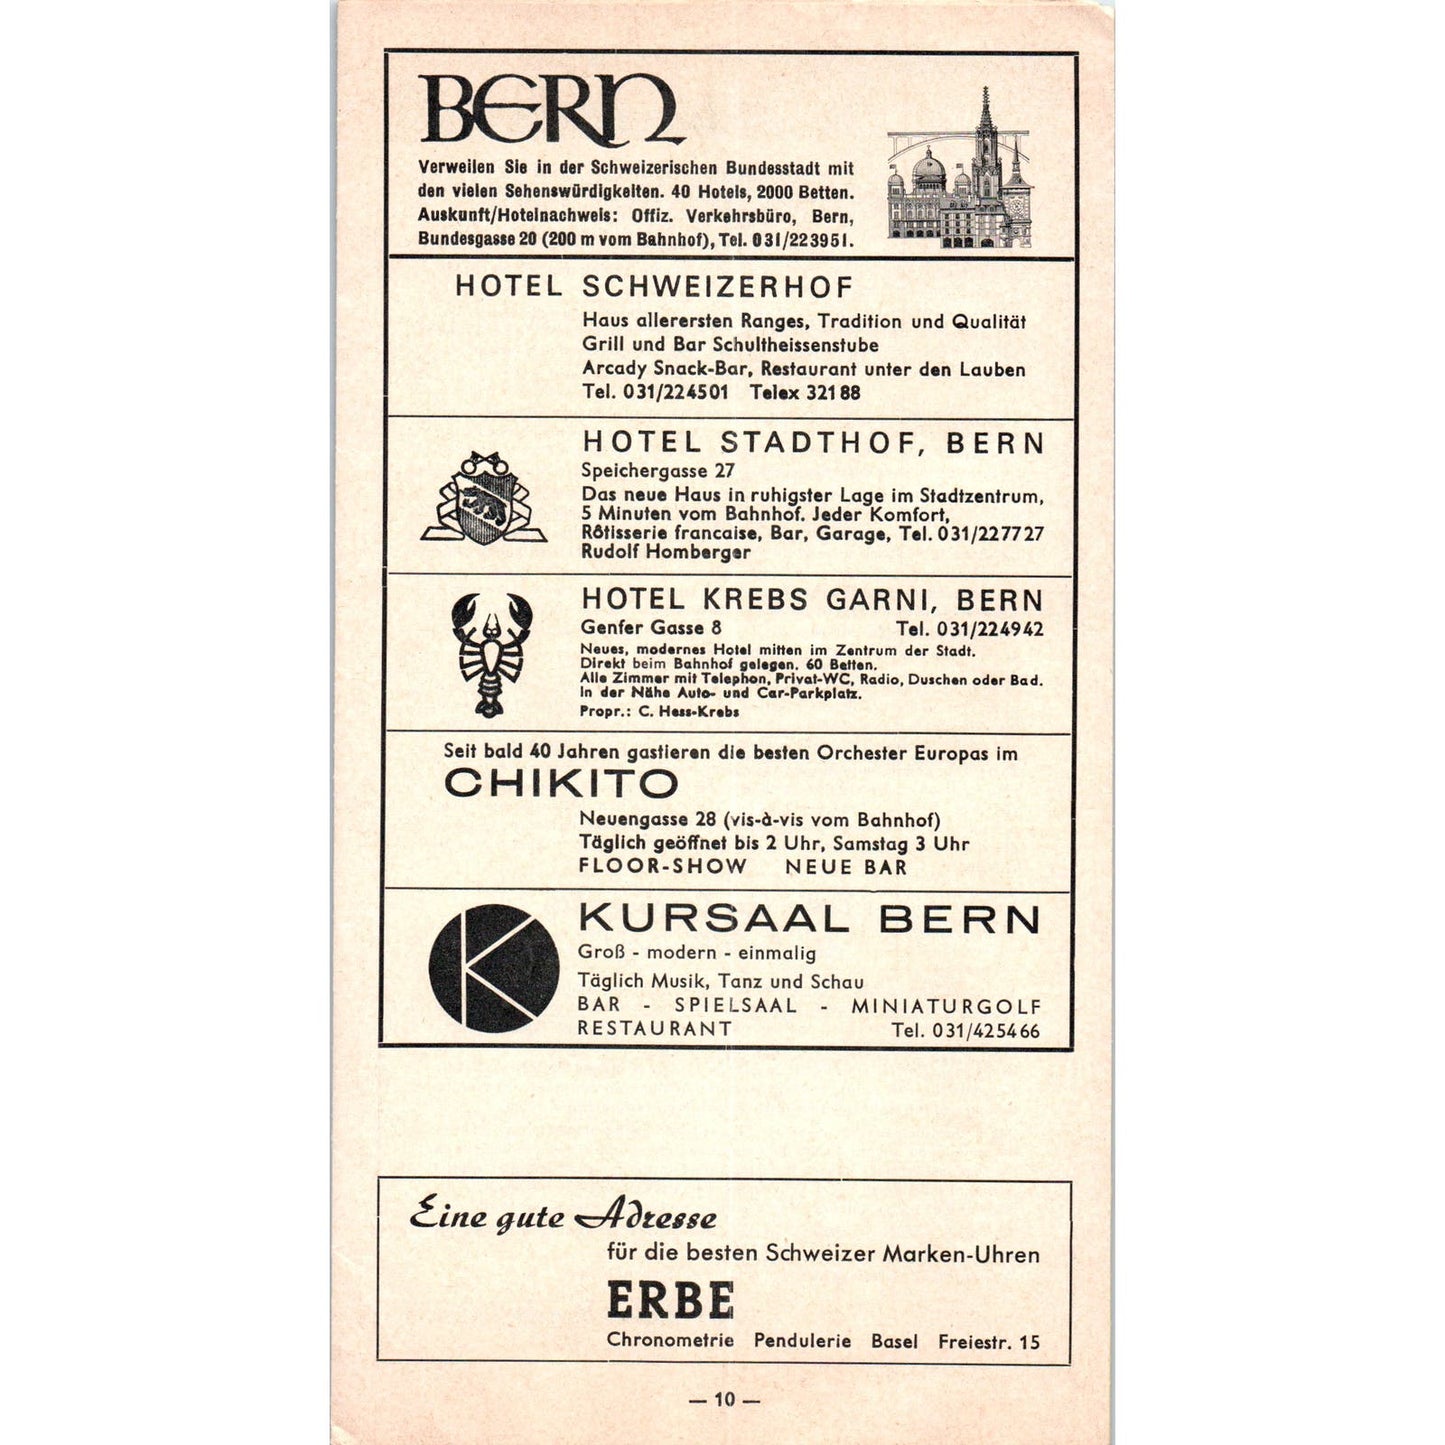 BERN
Verweilen Sie in der Schweizerischen Bundesstadt mit
den vielen Sehenswürdigkeiten. 40 Hotels, 2000 Betten.
Auskunft/Hotelnachweis: Offiz. Verkehrsbüro, Bern,
Bundesgasse 20 (200 m vom Bahnhof), Tel. 031/223951.
HOTEL SCHWEIZERHOF
Haus allerersten Ranges, Tradition und Qualität
Grill und Bar Schultheissenstube
Arcady Snack-Bar, Restaurant unter den Lauben
Tel. 031/224501 Telex 32188
HOTEL STADTHOF, BERN
Speichergasse 27
Das neue Haus in ruhigster Lage im Stadtzentrum,
5 Minuten vom Bahnhof. Jeder Komfort,
Rôtisserie francaise, Bar, Garage, Tel. 031/227727
Rudolf Homberger
HOTEL KREBS GARNI, BERN
Genfer Gasse 8 Tel. 031/224942
Neues, modernes Hotel mitten im Zentrum der Stadt.
Direkt beim Bahnhof gelegen. 60 Betten.
Alle Zimmer mit Telephon, Privat-WC, Radio, Duschen oder Bad.
In der Nähe Auto- und Car-Parkplatz.
Propr.: C. Hess-Krebs
Seit bald 40 Jahren gastieren die besten Orchester Europas im
CHIKITO
Neuengasse 28 (vis-à-vis vom Bahnhof)
Täglich geöffnet bis 2 Uhr, Samstag 3 Uhr
FLOOR-SHOW NEUE BAR
K
KURSAAL BERN
Groß - modern - einmalig
Täglich Musik, Tanz und Schau
BAR - SPIELSAAL - MINIATURGOLF
RESTAURANT Tel. 031/425466
Eine gute Adresse
für die besten Schweizer Marken-Uhren
ERBE
Chronometrie Pendulerie Basel Freiestr. 15
— 10 —